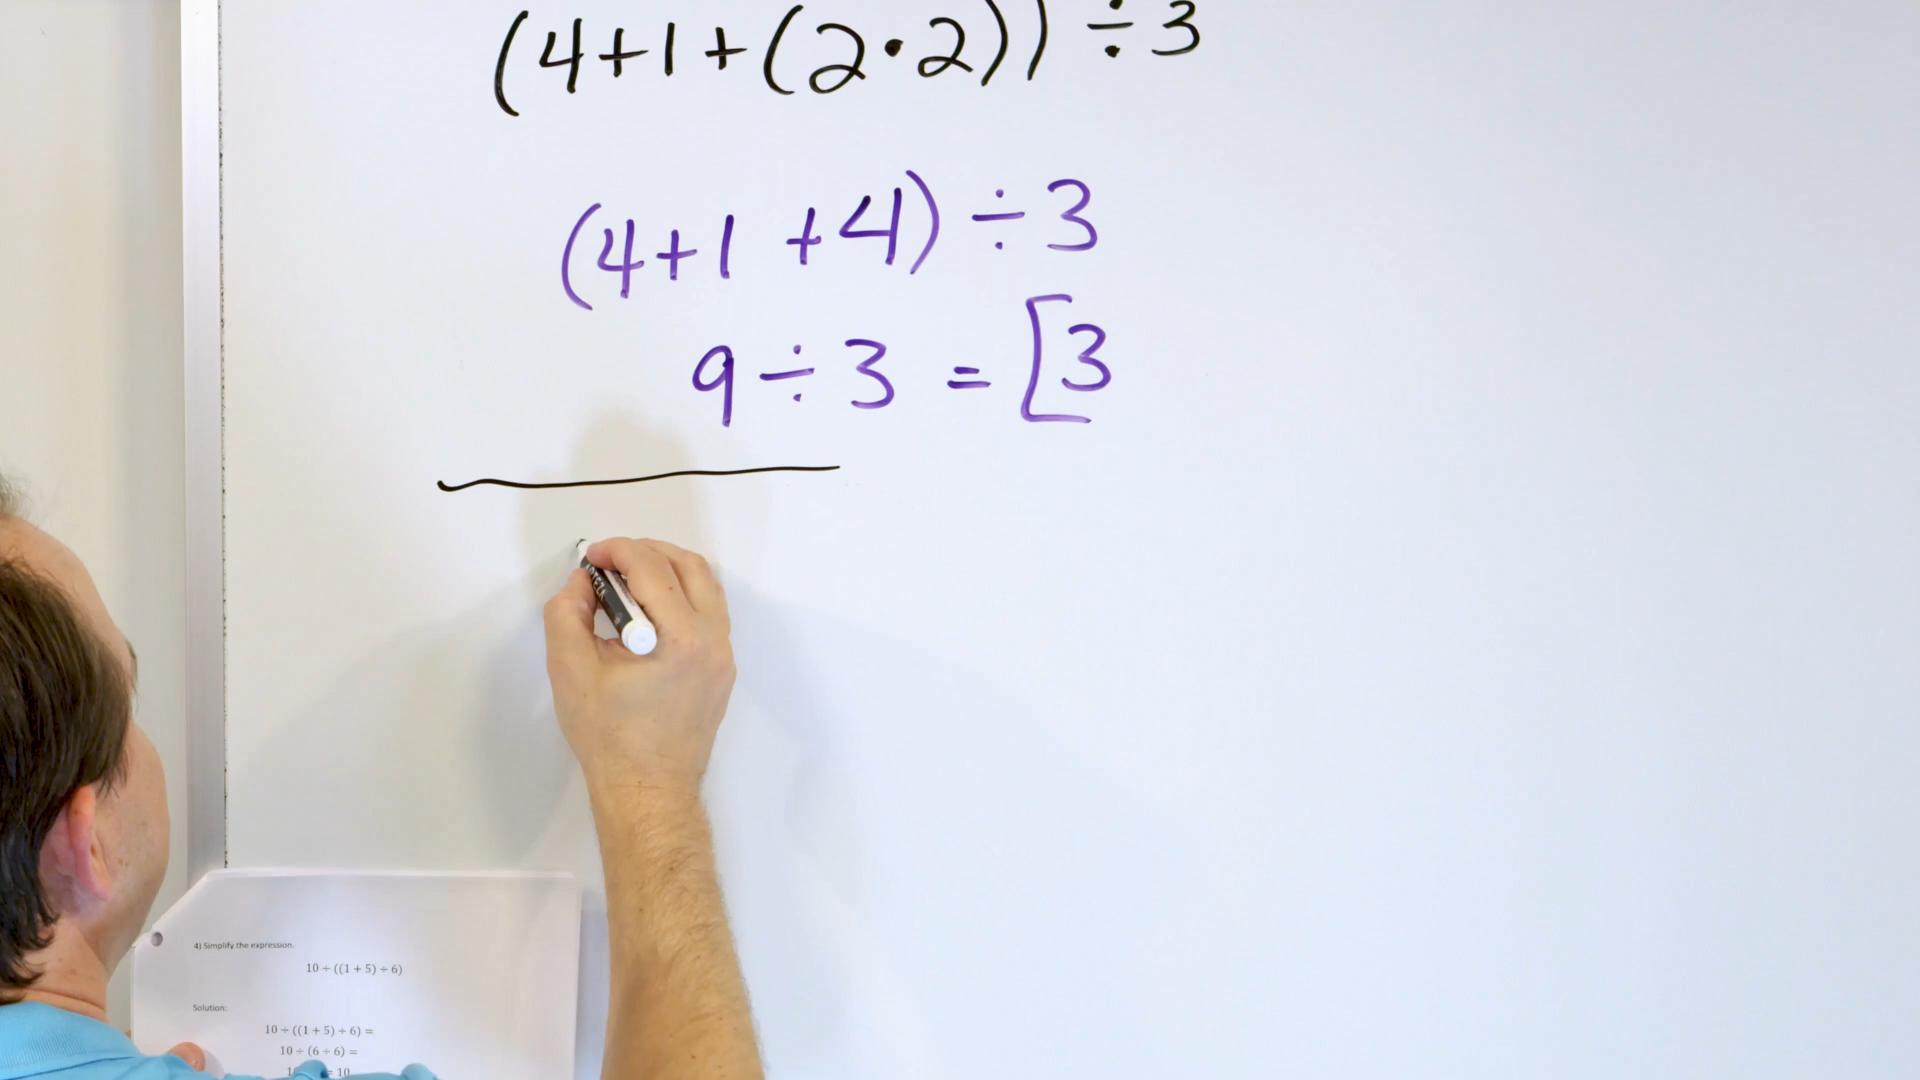 (4+1+(2·2))÷3
(4+1 +4)÷3
9÷3 = [3
4) Simplify the expression.
10 ÷ ((1 + 5) ÷ 6)
Solution:
10 ÷ ((1 + 5) ÷ 6) =
10 ÷ (6 ÷ 6) =
= 10